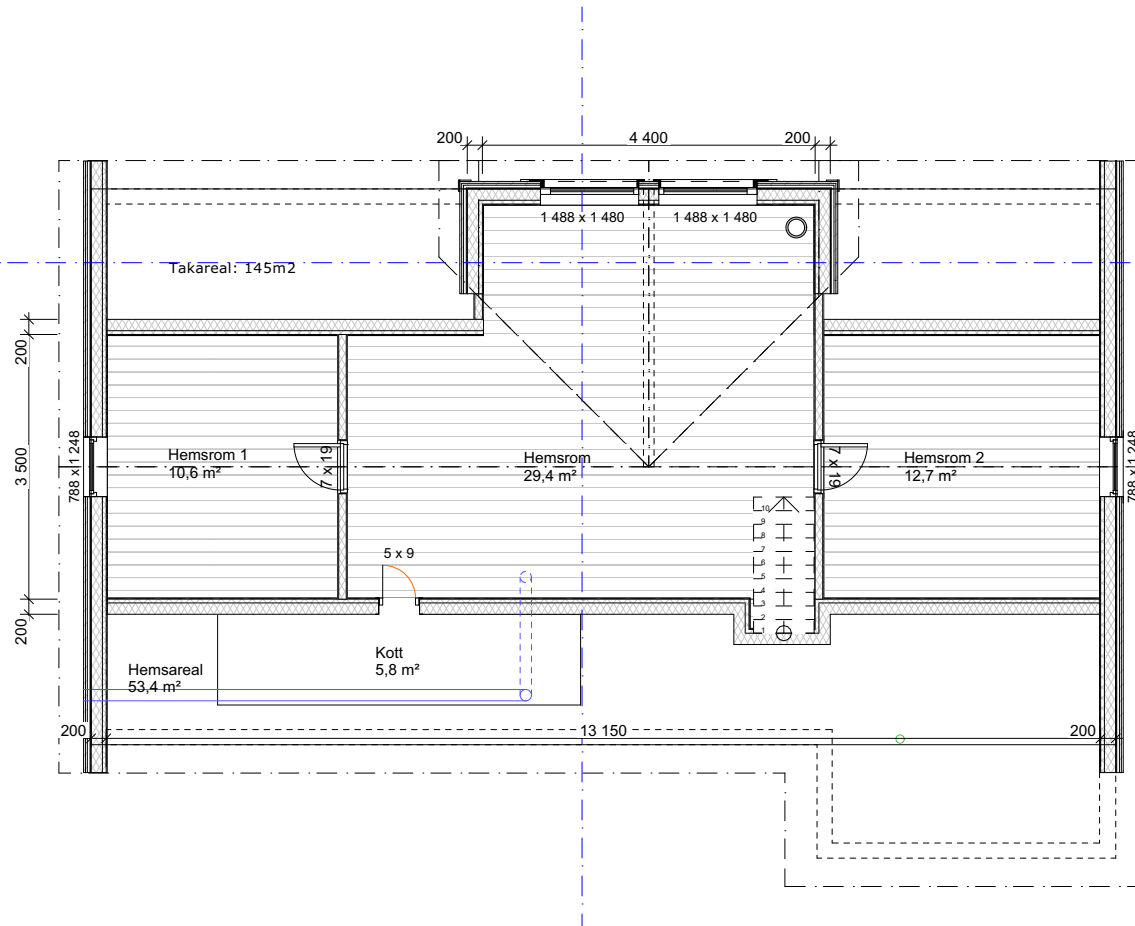 200
4 400
200
1 488 x 1 480
1 488 x 1 480
Takareal: 145m2
200
3 500
200
788 x 1 248
Hemsrom 1
10,6 m²
7 x 19
Hemsrom
29,4 m²
7 x 19
Hemsrom 2
12,7 m²
788 x 1 248
10
9
8
7
6
5
4
3
2
1
5 x 9
Kott
5,8 m²
Hemsareal
53,4 m²
200
13 150
200